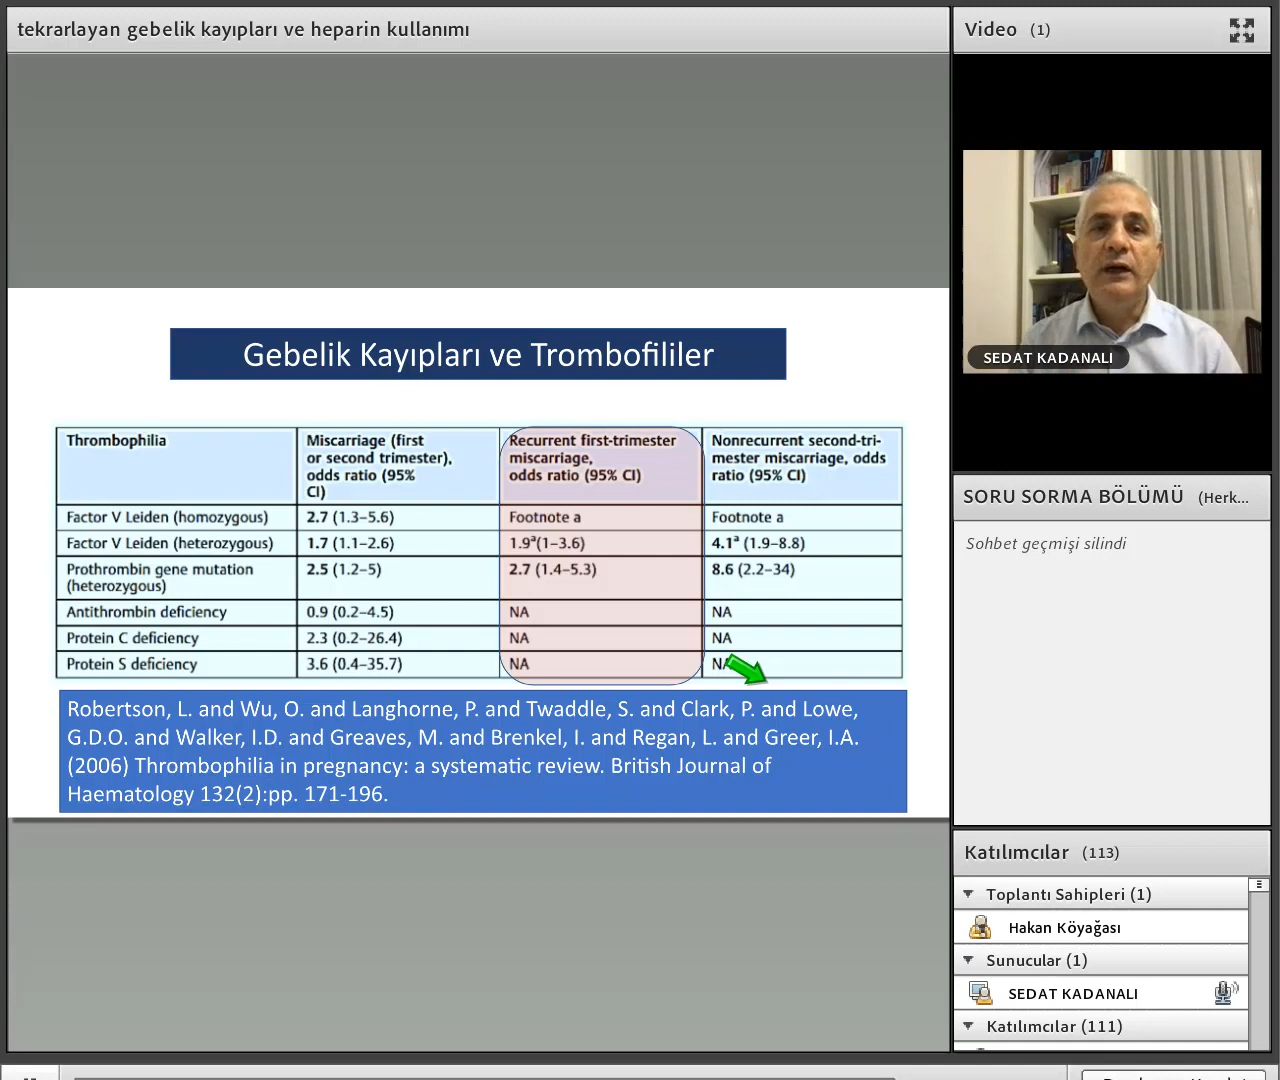 tekrarlayan gebelik kayıpları ve heparin kullanımı
Gebelik Kayıpları ve Trombofililer
Thrombophilia
Miscarriage (first
or second trimester),
odds ratio (95%
CI)
Recurrent first-trimester
miscarriage,
odds ratio (95% CI)
Nonrecurrent second-tri-
mester miscarriage, odds
ratio (95% CI)
Factor V Leiden (homozygous) 2.7 (1.3–5.6) Footnote a Footnote a
Factor V Leiden (heterozygous) 1.7 (1.1–2.6) 1.9ª(1–3.6) 4.1ª (1.9–8.8)
Prothrombin gene mutation 2.5 (1.2–5) 2.7 (1.4–5.3) 8.6 (2.2–34)
(heterozygous)
Antithrombin deficiency 0.9 (0.2–4.5) NA NA
Protein C deficiency 2.3 (0.2–26.4) NA NA
Protein S deficiency 3.6 (0.4–35.7) NA NA
Robertson, L. and Wu, O. and Langhorne, P. and Twaddle, S. and Clark, P. and Lowe,
G.D.O. and Walker, I.D. and Greaves, M. and Brenkel, I. and Regan, L. and Greer, I.A.
(2006) Thrombophilia in pregnancy: a systematic review. British Journal of
Haematology 132(2):pp. 171-196.
Video (1)
SEDAT KADANALI
SORU SORMA BÖLÜMÜ (Herk...
Sohbet geçmişi silindi
Katılımcılar (113)
Toplantı Sahipleri (1)
Hakan Köyağası
Sunucular (1)
SEDAT KADANALI
Katılımcılar (111)